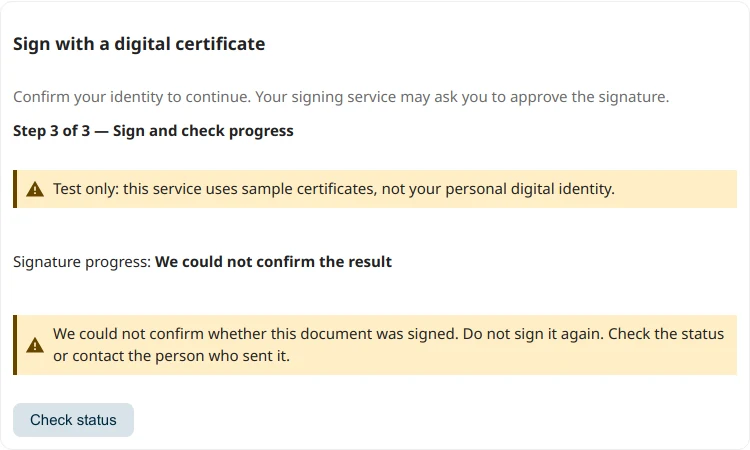 Sign with a digital certificate
Confirm your identity to continue. Your signing service may ask you to approve the signature.
Step 3 of 3 — Sign and check progress
Test only: this service uses sample certificates, not your personal digital identity.
Signature progress: We could not confirm the result
We could not confirm whether this document was signed. Do not sign it again. Check the status
or contact the person who sent it.
Check status